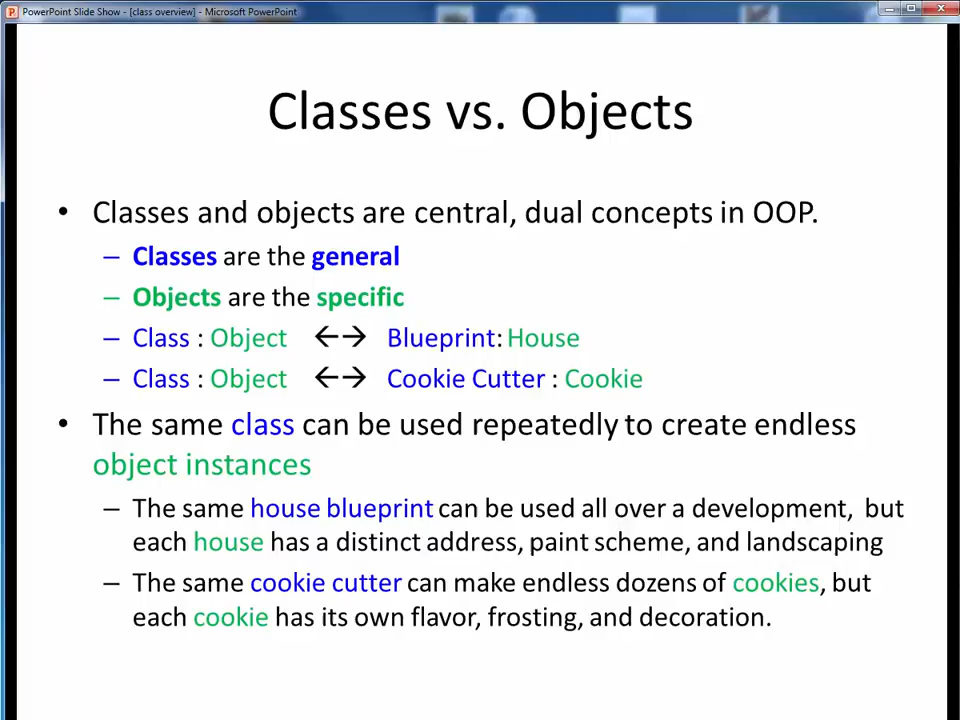 PowerPoint Slide Show - [class overview] - Microsoft PowerPoint
Classes vs. Objects
• Classes and objects are central, dual concepts in OOP.
– Classes are the general
– Objects are the specific
– Class : Object ←→ Blueprint: House
– Class : Object ←→ Cookie Cutter : Cookie
• The same class can be used repeatedly to create endless
object instances
– The same house blueprint can be used all over a development, but
each house has a distinct address, paint scheme, and landscaping
– The same cookie cutter can make endless dozens of cookies, but
each cookie has its own flavor, frosting, and decoration.